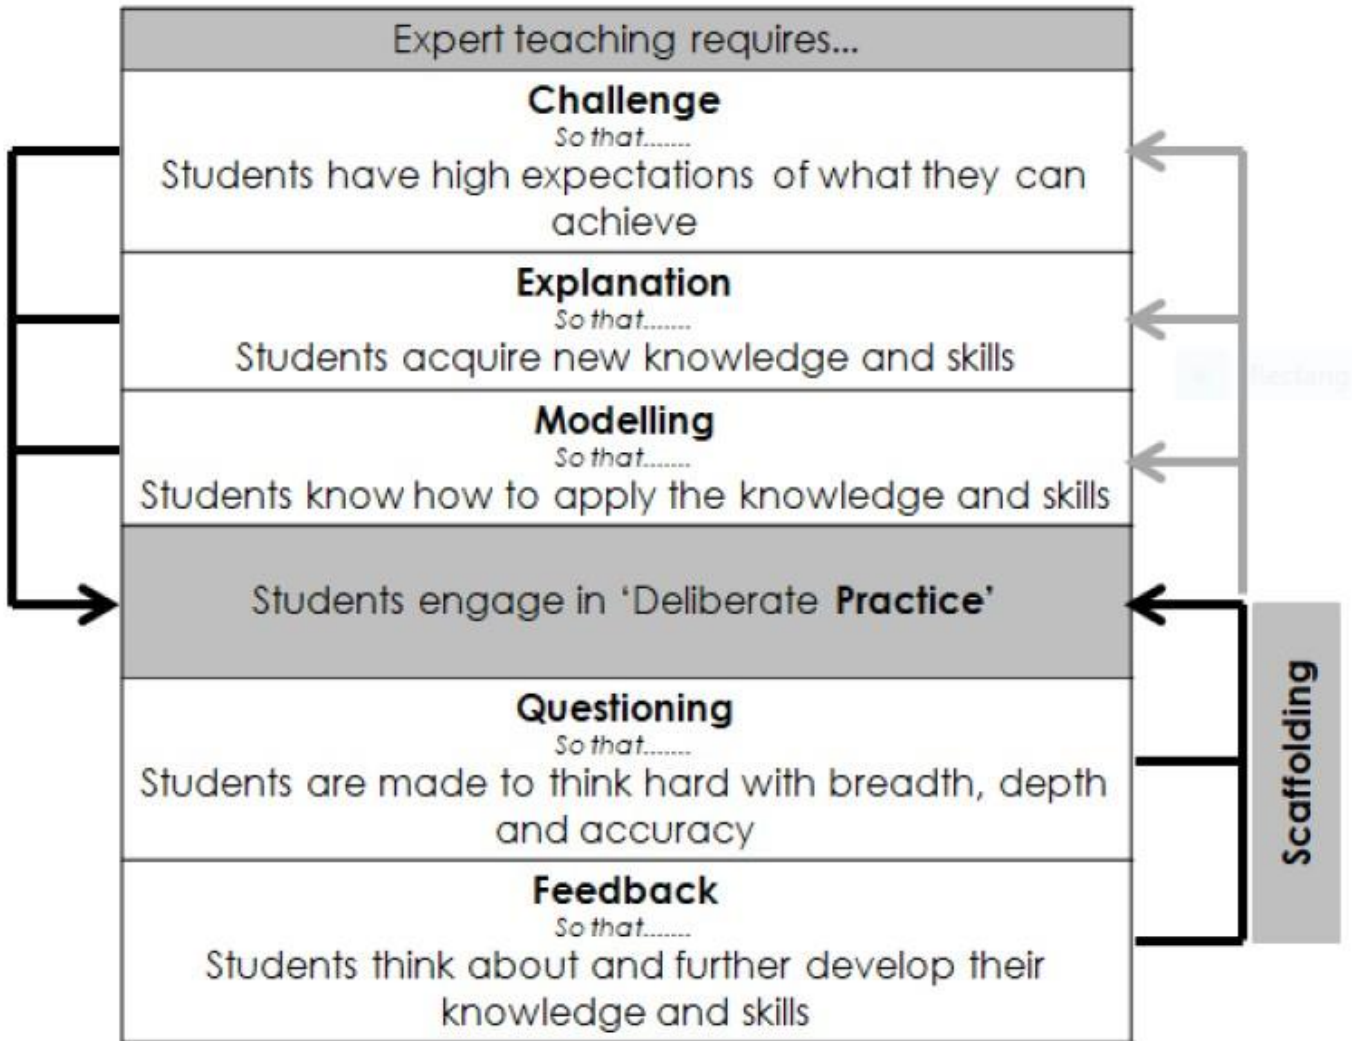 Expert teaching requires...
Challenge
So that.......
Students have high expectations of what they can
achieve
Explanation
So that.......
Students acquire new knowledge and skills
Modelling
So that.......
Students know how to apply the knowledge and skills
Students engage in ‘Deliberate Practice’
Questioning
So that.......
Students are made to think hard with breadth, depth
and accuracy
Feedback
So that.......
Students think about and further develop their
knowledge and skills
Scaffolding